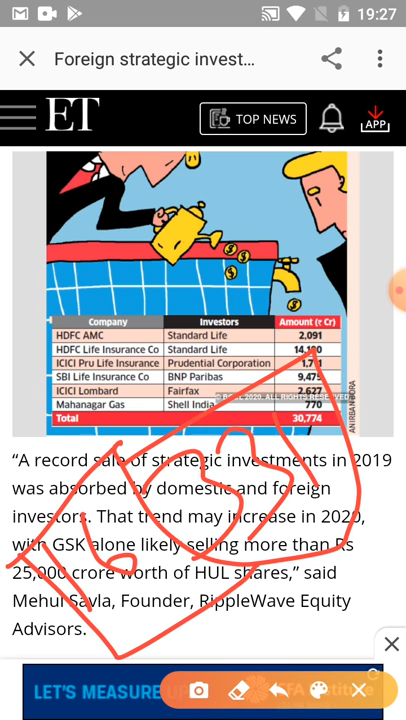 19:27
Foreign strategic invest...
ET TOP NEWS APP
Company Investors Amount (₹ Cr)
HDFC AMC Standard Life 2,091
HDFC Life Insurance Co Standard Life
ICICI Pru Life Insurance Prudential Corporation
SBI Life Insurance Co BNP Paribas 9,475
ICICI Lombard Fairfax 2,627
Mahanagar Gas Shell India 770
Total 30,774
ANIRBAN BORA
“A record sale of strategic investments in 2019
was absorbed by domestic and foreign
investors. That trend may increase in 2020,
with GSK alone likely selling more than Rs
25,000 crore worth of HUL shares,” said
Mehul Savla, Founder, RippleWave Equity
Advisors.
LET'S MEASURE